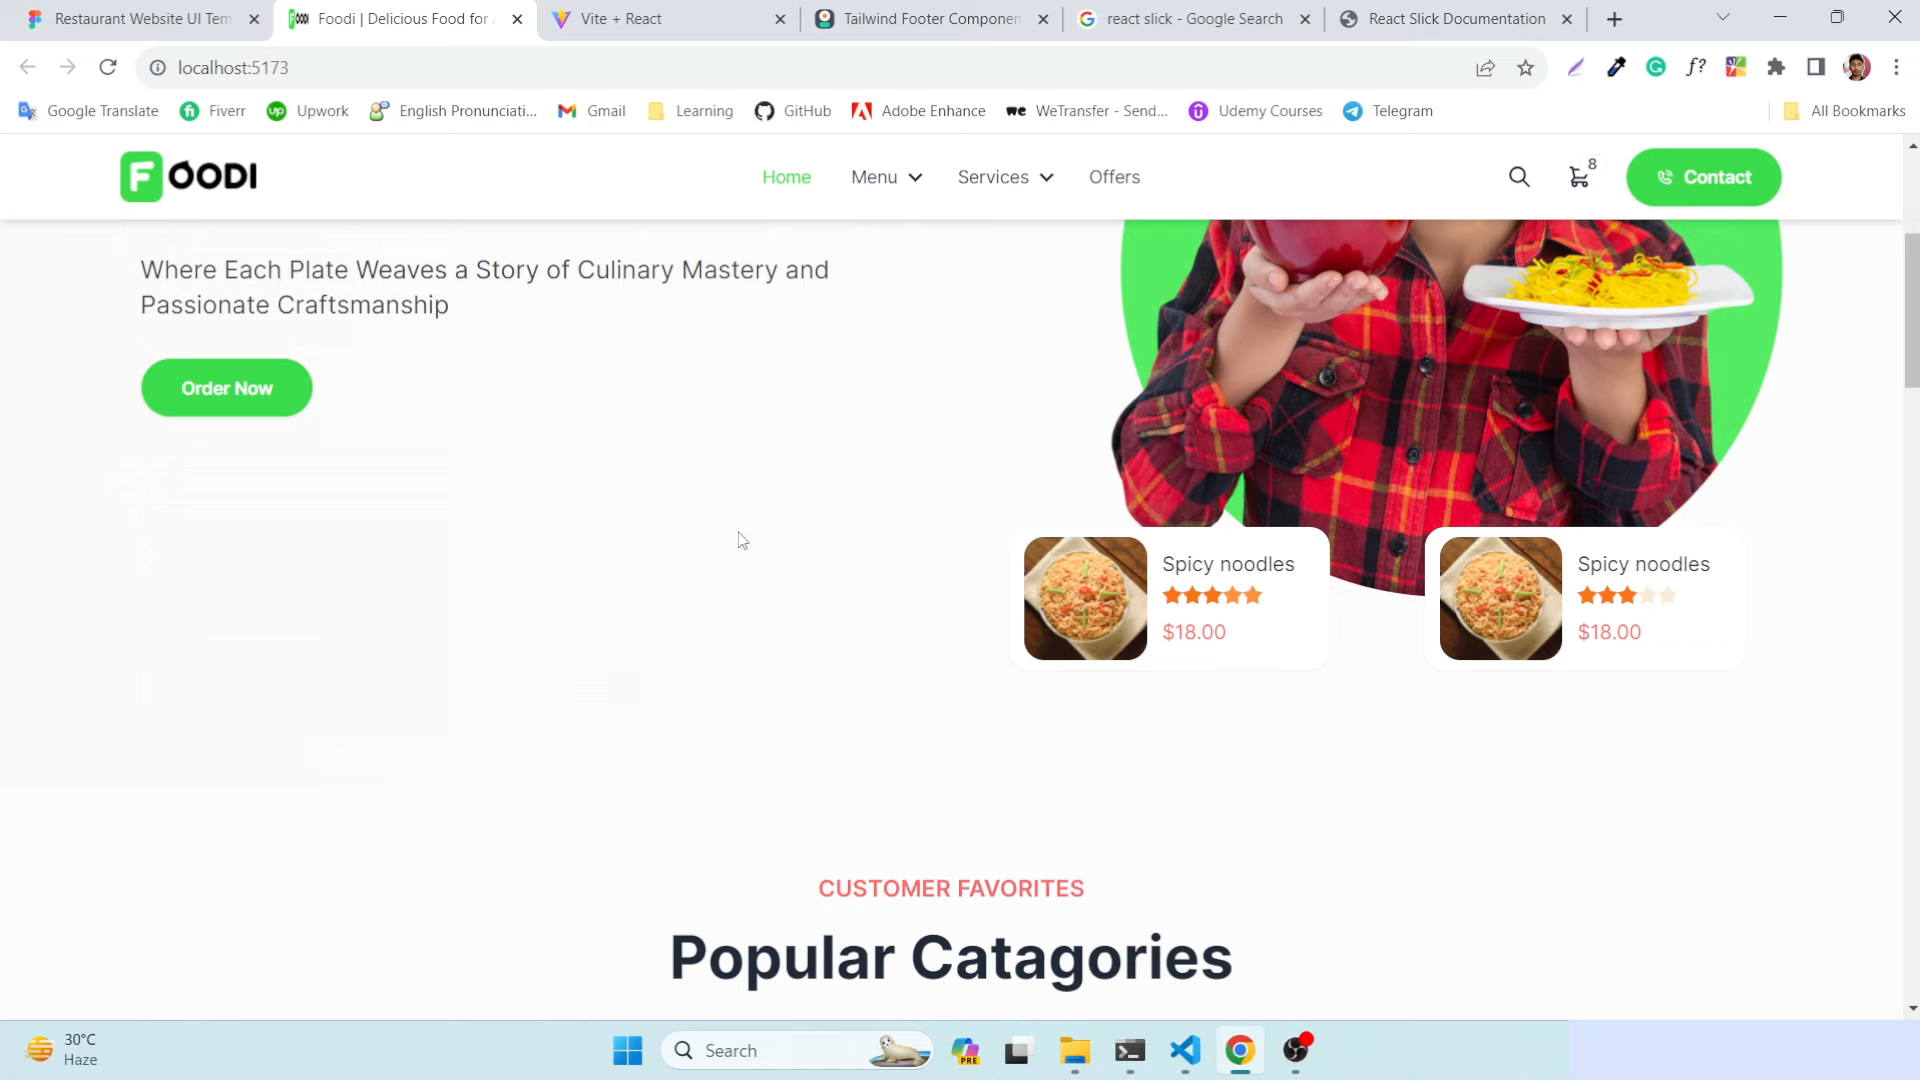 Restaurant Website UI Tem
Foodi | Delicious Food for A
Vite + React
Tailwind Footer Componen
react slick - Google Search
React Slick Documentation
localhost:5173
Google Translate
Fiverr
Upwork
English Pronunciati...
Gmail
Learning
GitHub
Adobe Enhance
WeTransfer - Send...
Udemy Courses
Telegram
All Bookmarks
FOODI
Home
Menu
Services
Offers
8
Contact
Where Each Plate Weaves a Story of Culinary Mastery and
Passionate Craftsmanship
Order Now
Spicy noodles
$18.00
Spicy noodles
$18.00
CUSTOMER FAVORITES
Popular Catagories
30°C
Haze
Search
PRE